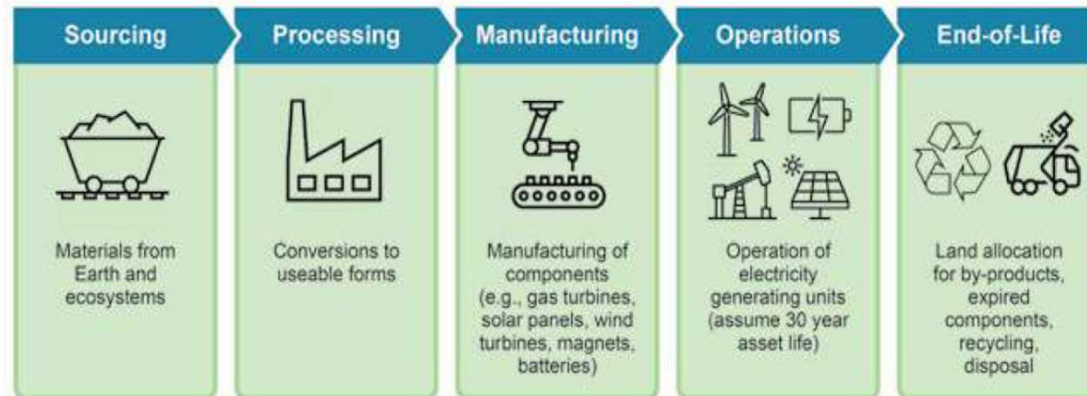 Sourcing
Processing
Manufacturing
Operations
End-of-Life
Materials from
Earth and
ecosystems
Conversions to
useable forms
Manufacturing of
components
(e.g., gas turbines,
solar panels, wind
turbines, magnets,
batteries)
Operation of
electricity
generating units
(assume 30 year
asset life)
Land allocation
for by-products,
expired
components,
recycling,
disposal